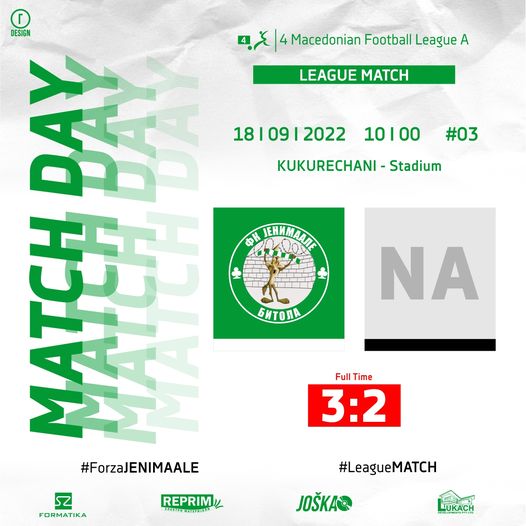 r
DESIGN
4
4 Macedonian Football League A
LEAGUE MATCH
18 | 09 | 2022 10 | 00 #03
KUKURECHANI - Stadium
MATCH DAY
MATCH DAY
MATCH DAY
MATCH DAY
ФК ЈЕНИМААЛЕ
БИТОЛА
NA
Full Time
3:2
#ForzaJENIMAALE
#LeagueMATCH
FORMATIKA
REPRIM
JOŠKA
LUKACH